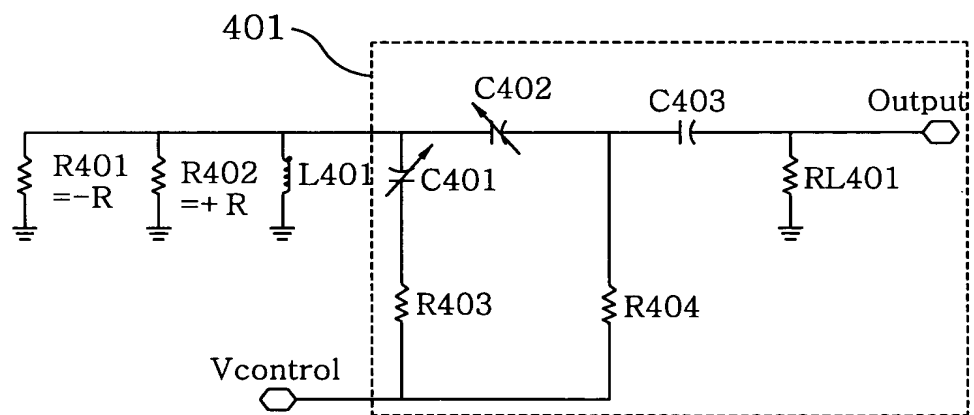 401
C402
C403
Output
R401
=-R
R402
=+ R
L401
C401
RL401
R403
R404
Vcontrol